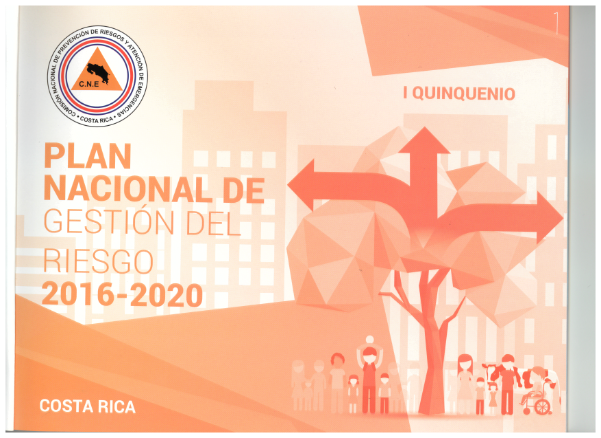 COMISIÓN NACIONAL DE PREVENCIÓN DE RIESGOS Y ATENCIÓN DE EMERGENCIAS
• COSTA RICA •
C.N.E
1
I QUINQUENIO
PLAN
NACIONAL DE
GESTIÓN DEL
RIESGO
2016-2020
COSTA RICA